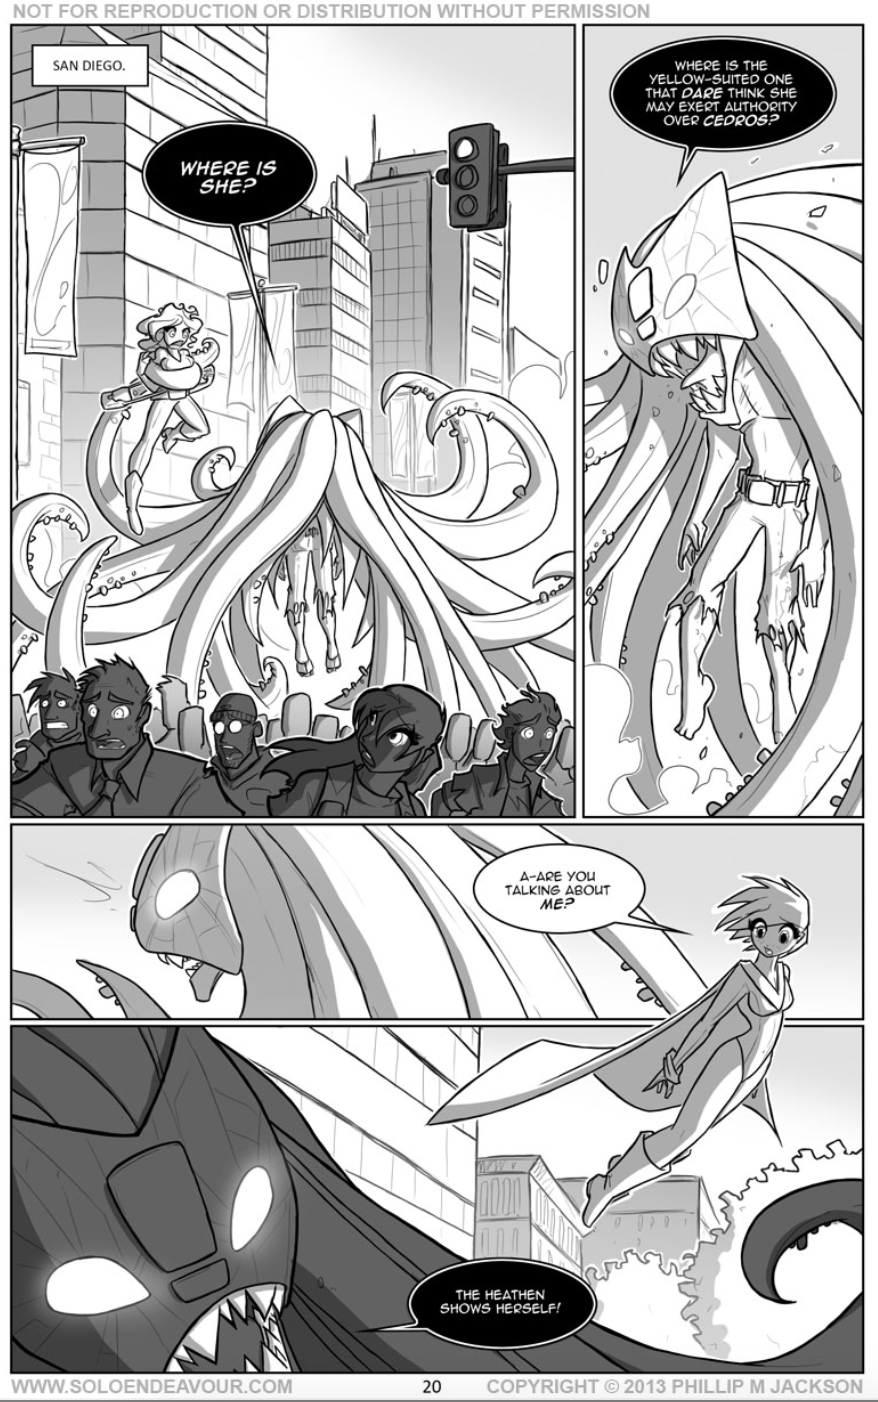 NOT FOR REPRODUCTION OR DISTRIBUTION WITHOUT PERMISSION
SAN DIEGO.
WHERE IS
SHE?
WHERE IS THE
YELLOW-SUITED ONE
THAT DARE THINK SHE
MAY EXERT AUTHORITY
OVER CEDROS?
A-ARE YOU
TALKING ABOUT
ME?
THE HEATHEN
SHOWS HERSELF!
WWW.SOLOENDEAVOUR.COM
20
COPYRIGHT © 2013 PHILLIP M JACKSON